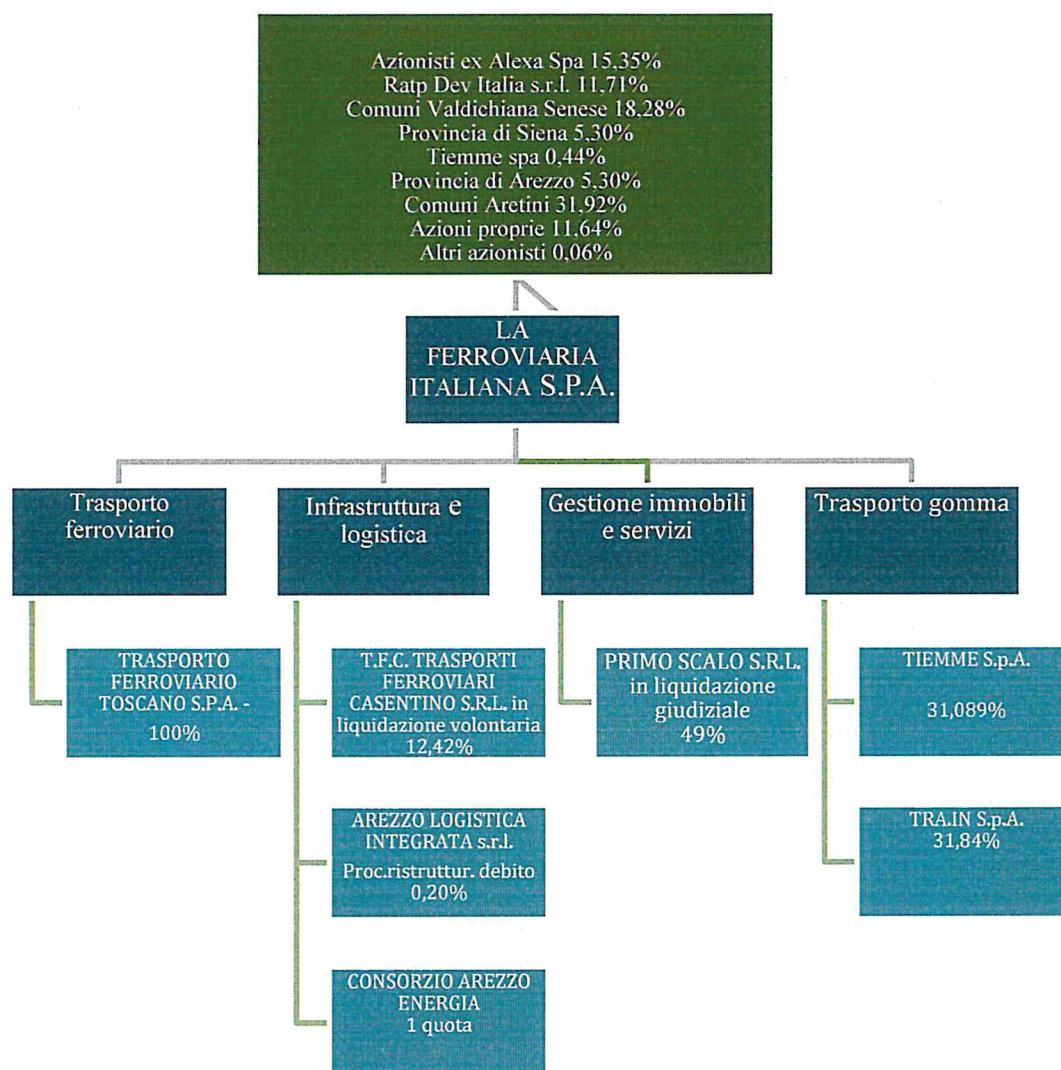 Azionisti ex Alexa Spa 15,35%
Ratp Dev Italia s.r.l. 11,71%
Comuni Valdichiana Senese 18,28%
Provincia di Siena 5,30%
Tiemme spa 0,44%
Provincia di Arezzo 5,30%
Comuni Aretini 31,92%
Azioni proprie 11,64%
Altri azionisti 0,06%
LA
FERROVIARIA
ITALIANA S.P.A.
Trasporto
ferroviario
Infrastruttura e
logistica
Gestione immobili
e servizi
Trasporto gomma
TRASPORTO
FERROVIARIO
TOSCANO S.P.A. -
100%
T.F.C. TRASPORTI
FERROVIARI
CASENTINO S.R.L. in
liquidazione volontaria
12,42%
PRIMO SCALO S.R.L.
in liquidazione
giudiziale
49%
TIEMME S.p.A.
31,089%
AREZZO LOGISTICA
INTEGRATA s.r.l.
Proc.ristruttur. debito
0,20%
TRA.IN S.p.A.
31,84%
CONSORZIO AREZZO
ENERGIA
1 quota